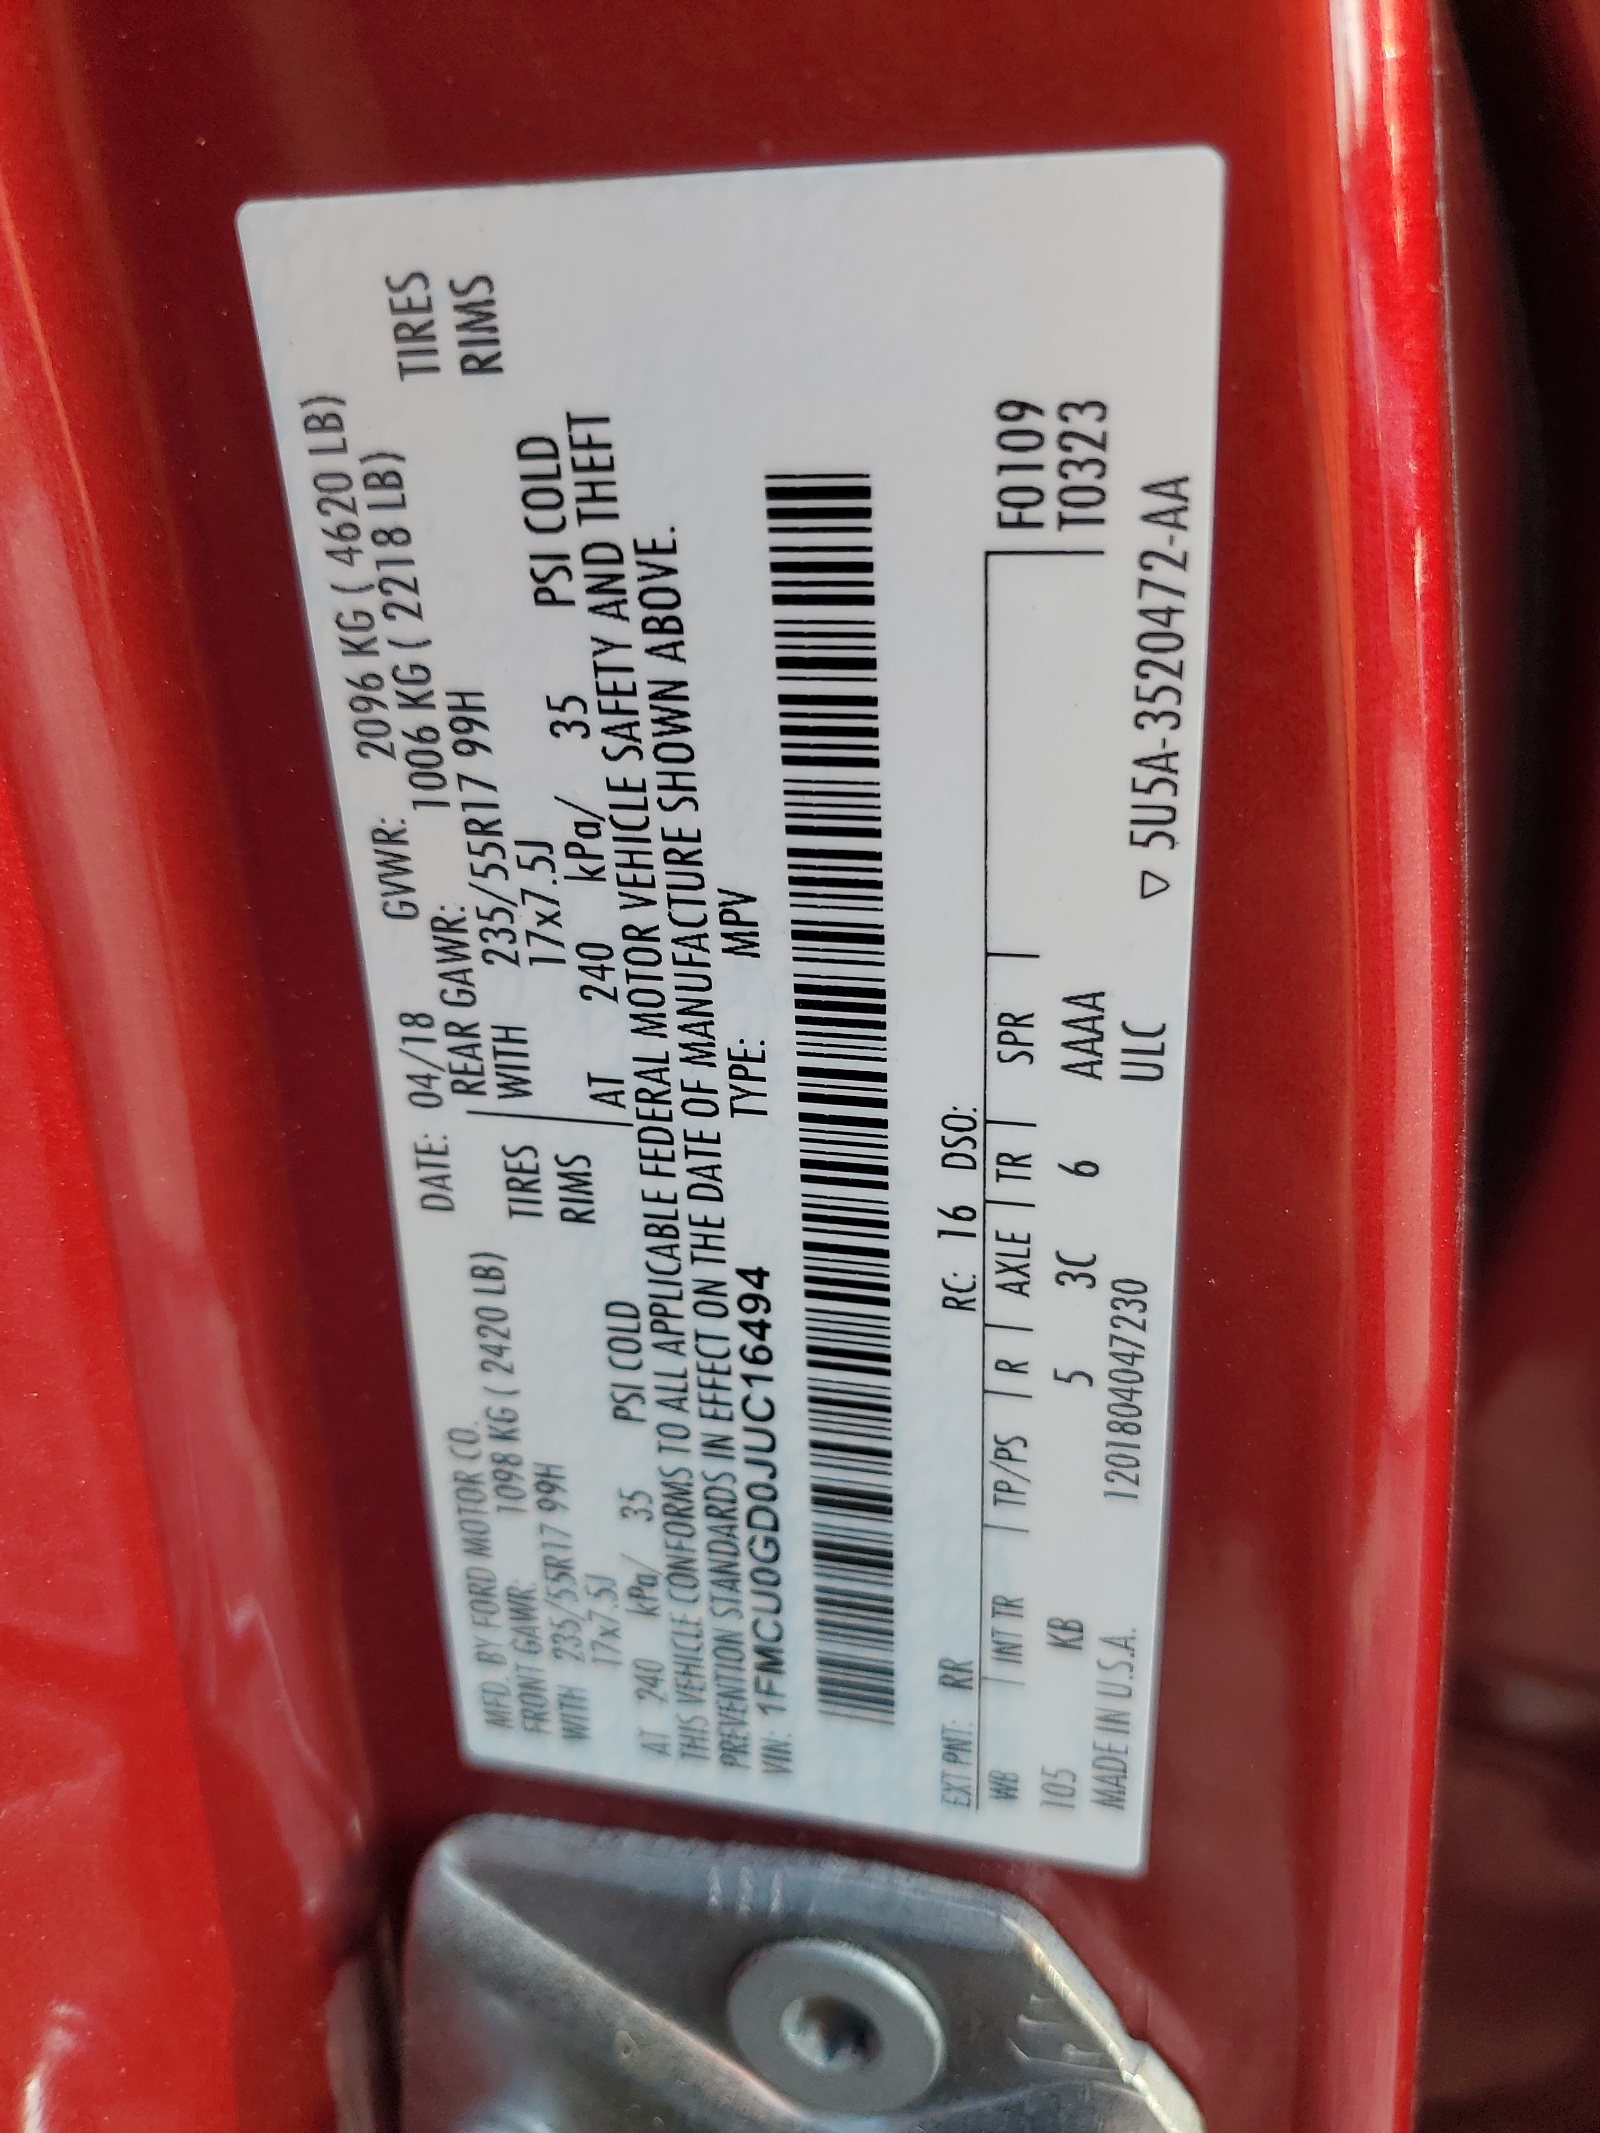 MFD. BY FORD MOTOR CO. DATE: 04/18 GVWR: 2096 KG ( 4620 LB)
FRONT GAWR: 1098 KG ( 2420 LB) REAR GAWR: 1006 KG ( 2218 LB)
WITH 235/55R17 99H TIRES WITH 235/55R17 99H TIRES
17x7.5J RIMS 17x7.5J RIMS
AT 240 kPa/ 35 PSI COLD AT 240 kPa/ 35 PSI COLD
THIS VEHICLE CONFORMS TO ALL APPLICABLE FEDERAL MOTOR VEHICLE SAFETY AND THEFT
PREVENTION STANDARDS IN EFFECT ON THE DATE OF MANUFACTURE SHOWN ABOVE.
VIN: 1FMCU0GD0JUC16494 TYPE: MPV
EXT PNT: RR RC: 16 DSO:
WB | INT TR | TP/PS | R | AXLE | TR | SPR | F0109
105 KB 5 3C 6 AAAA T0323
MADE IN U.S.A. 1201804047230 ULC
▽ 5U5A-3520472-AA